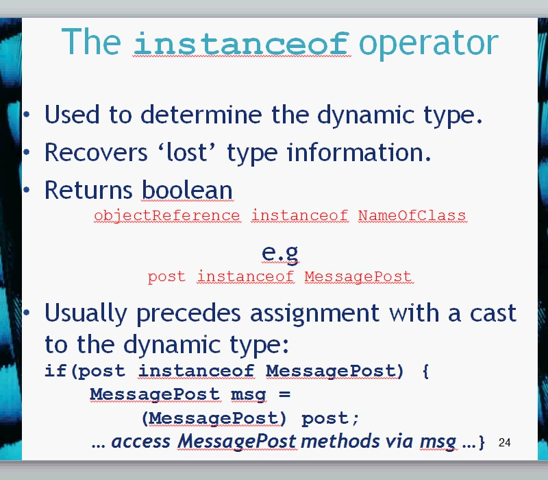 The instanceof operator
• Used to determine the dynamic type.
• Recovers ‘lost’ type information.
• Returns boolean
objectReference instanceof NameOfClass
e.g
post instanceof MessagePost
• Usually precedes assignment with a cast
to the dynamic type:
if(post instanceof MessagePost) {
MessagePost msg =
(MessagePost) post;
… access MessagePost methods via msg …}
24